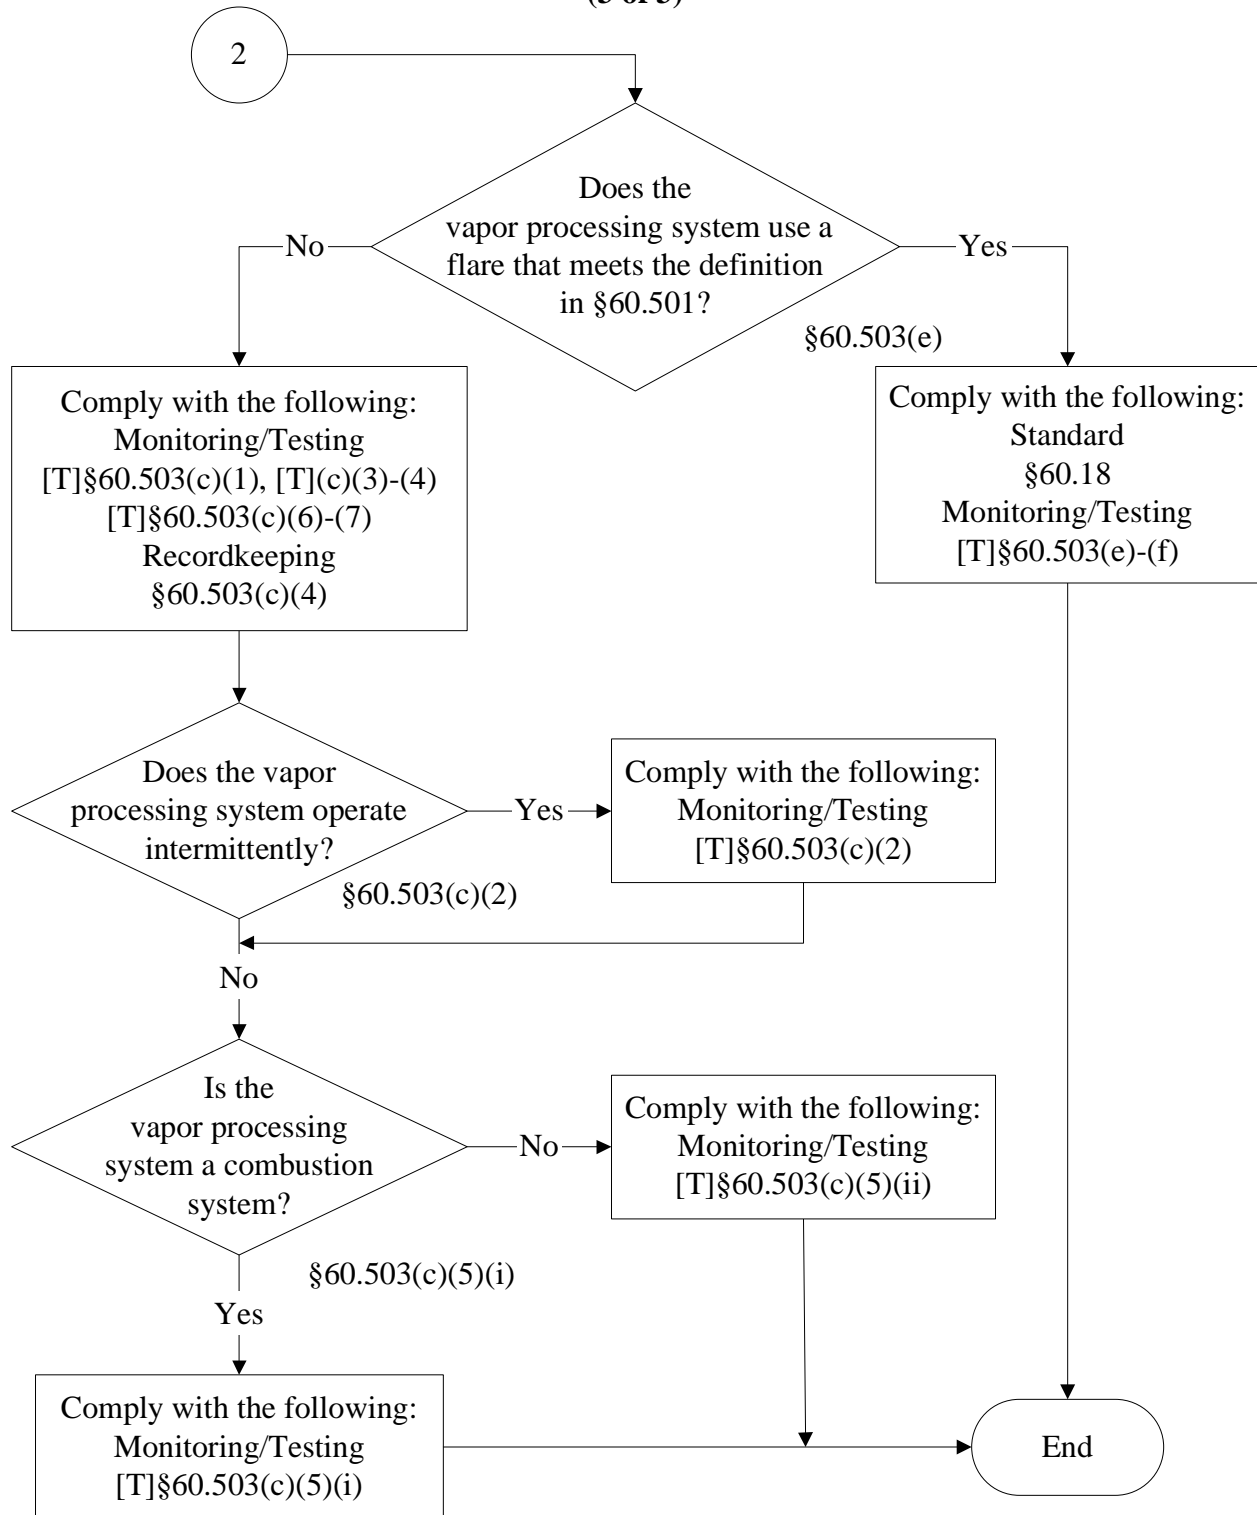 2
Does the
vapor processing system use a
flare that meets the definition
in §60.501?
No
Yes
§60.503(e)
Comply with the following:
Monitoring/Testing
[T]§60.503(c)(1), [T](c)(3)-(4)
[T]§60.503(c)(6)-(7)
Recordkeeping
§60.503(c)(4)
Comply with the following:
Standard
§60.18
Monitoring/Testing
[T]§60.503(e)-(f)
Does the vapor
processing system operate
intermittently?
Yes
§60.503(c)(2)
Comply with the following:
Monitoring/Testing
[T]§60.503(c)(2)
No
Is the
vapor processing
system a combustion
system?
No
§60.503(c)(5)(i)
Comply with the following:
Monitoring/Testing
[T]§60.503(c)(5)(ii)
Yes
Comply with the following:
Monitoring/Testing
[T]§60.503(c)(5)(i)
End